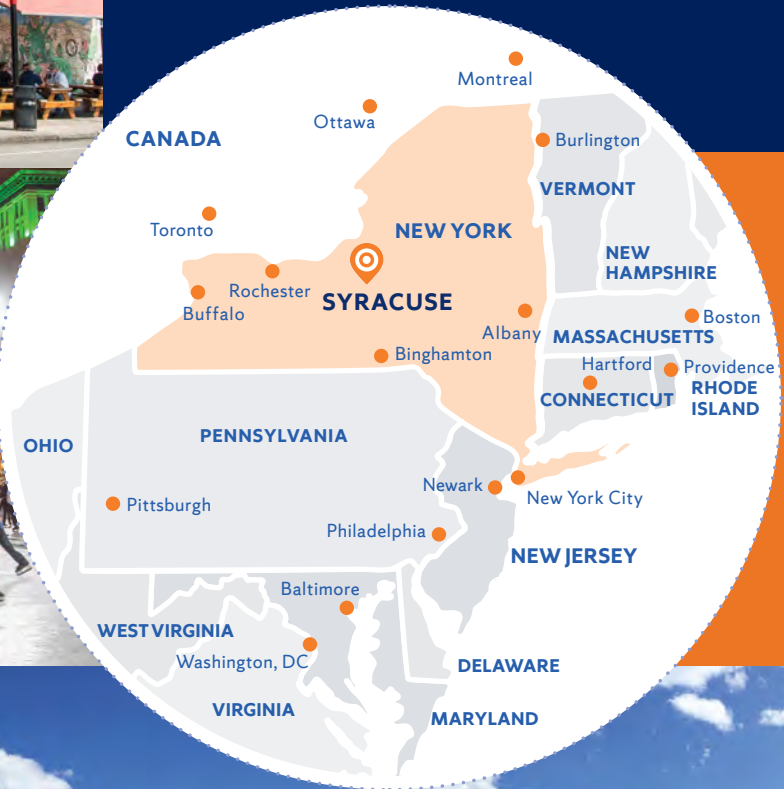 Montreal
Ottawa
CANADA
Burlington
VERMONT
Toronto
NEW YORK
NEW
HAMPSHIRE
Rochester
SYRACUSE
Buffalo
Boston
Albany
MASSACHUSETTS
Binghamton
Hartford
Providence
CONNECTICUT
RHODE
ISLAND
PENNSYLVANIA
OHIO
Newark
New York City
Pittsburgh
Philadelphia
NEW JERSEY
Baltimore
WEST VIRGINIA
Washington, DC
DELAWARE
VIRGINIA
MARYLAND